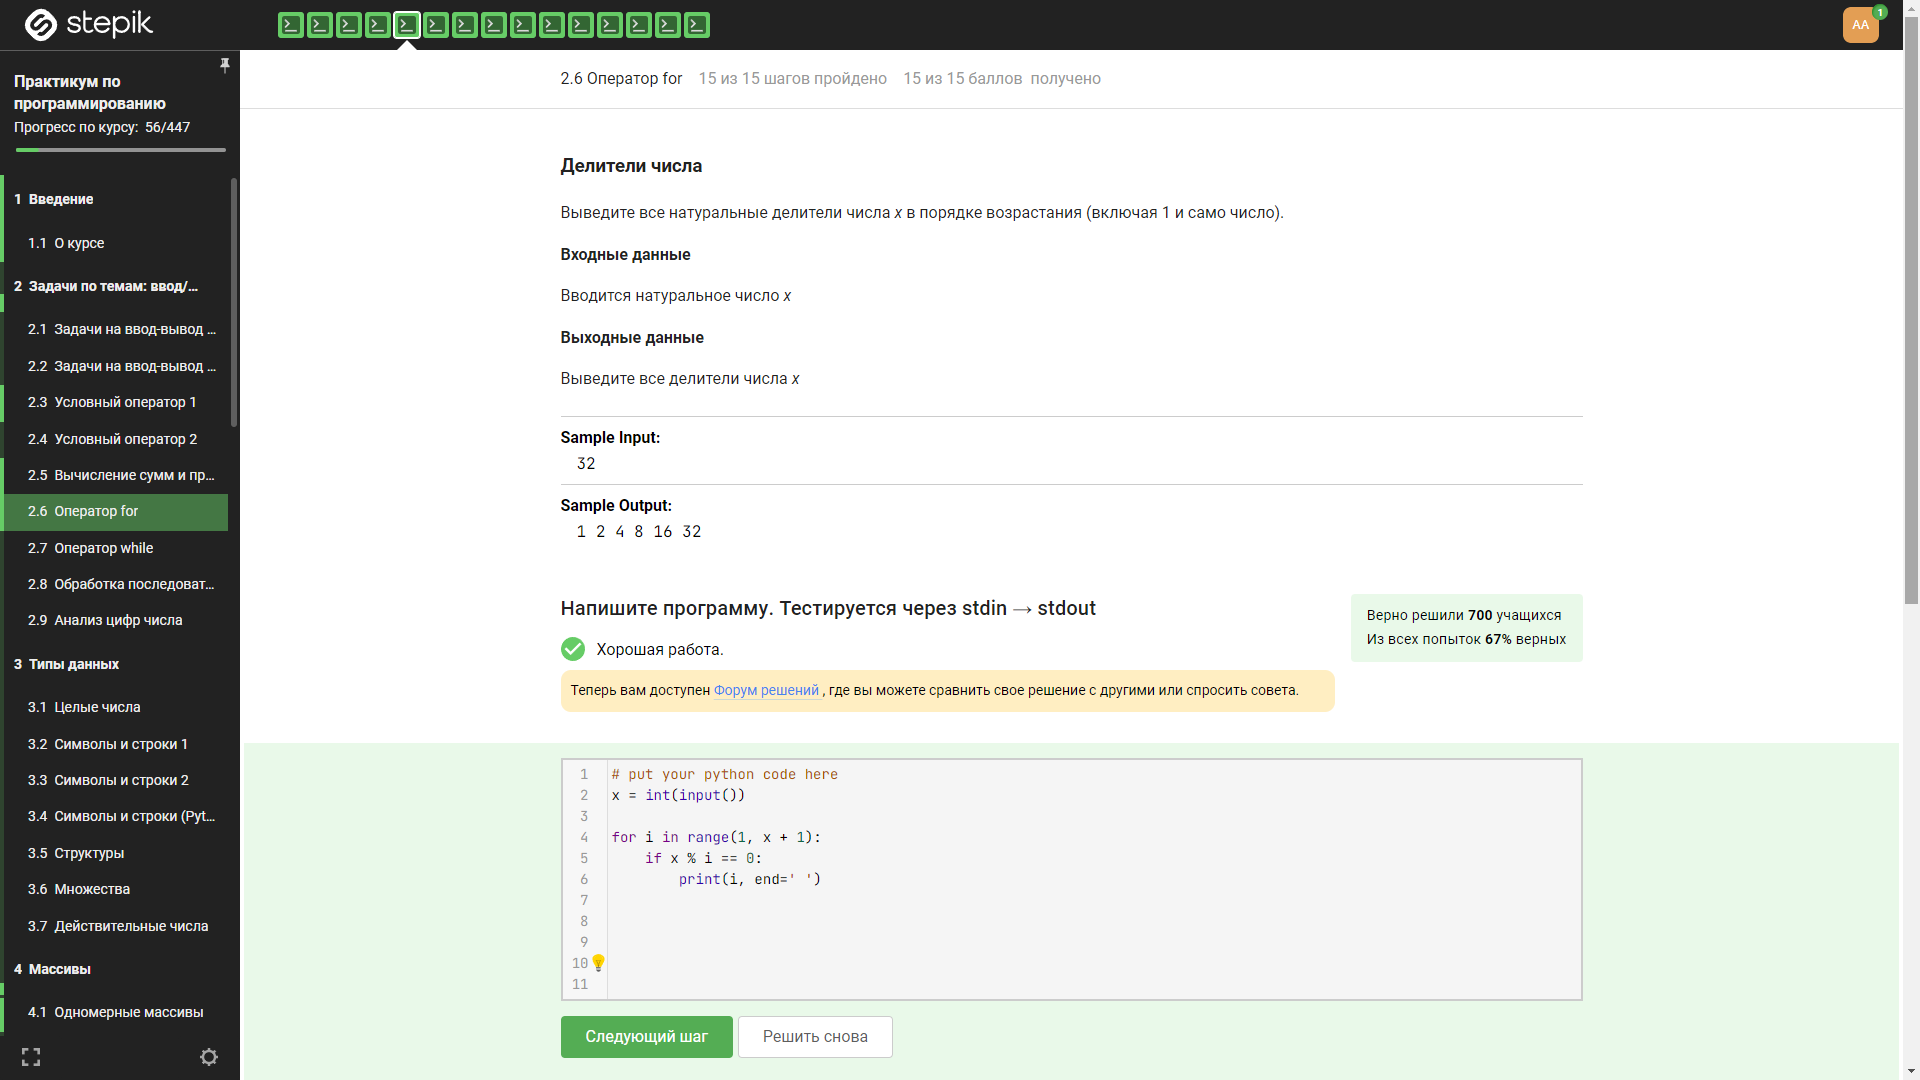 stepik
AA
1
Практикум по
программированию
Прогресс по курсу: 56/447
1 Введение
1.1 О курсе
2 Задачи по темам: ввод/...
2.1 Задачи на ввод-вывод ...
2.2 Задачи на ввод-вывод ...
2.3 Условный оператор 1
2.4 Условный оператор 2
2.5 Вычисление сумм и пр...
2.6 Оператор for
2.7 Оператор while
2.8 Обработка последоват...
2.9 Анализ цифр числа
3 Типы данных
3.1 Целые числа
3.2 Символы и строки 1
3.3 Символы и строки 2
3.4 Символы и строки (Pyt...
3.5 Структуры
3.6 Множества
3.7 Действительные числа
4 Массивы
4.1 Одномерные массивы
2.6 Оператор for 15 из 15 шагов пройдено 15 из 15 баллов получено
Делители числа
Выведите все натуральные делители числа x в порядке возрастания (включая 1 и само число).
Входные данные
Вводится натуральное число x
Выходные данные
Выведите все делители числа x
Sample Input:
32
Sample Output:
1 2 4 8 16 32
Напишите программу. Тестируется через stdin → stdout
Верно решили 700 учащихся
Из всех попыток 67% верных
Хорошая работа.
Теперь вам доступен Форум решений , где вы можете сравнить свое решение с другими или спросить совета.
1 # put your python code here
2 x = int(input())
3
4 for i in range(1, x + 1):
5     if x % i == 0:
6         print(i, end=' ')
7
8
9
10
11
Следующий шаг
Решить снова